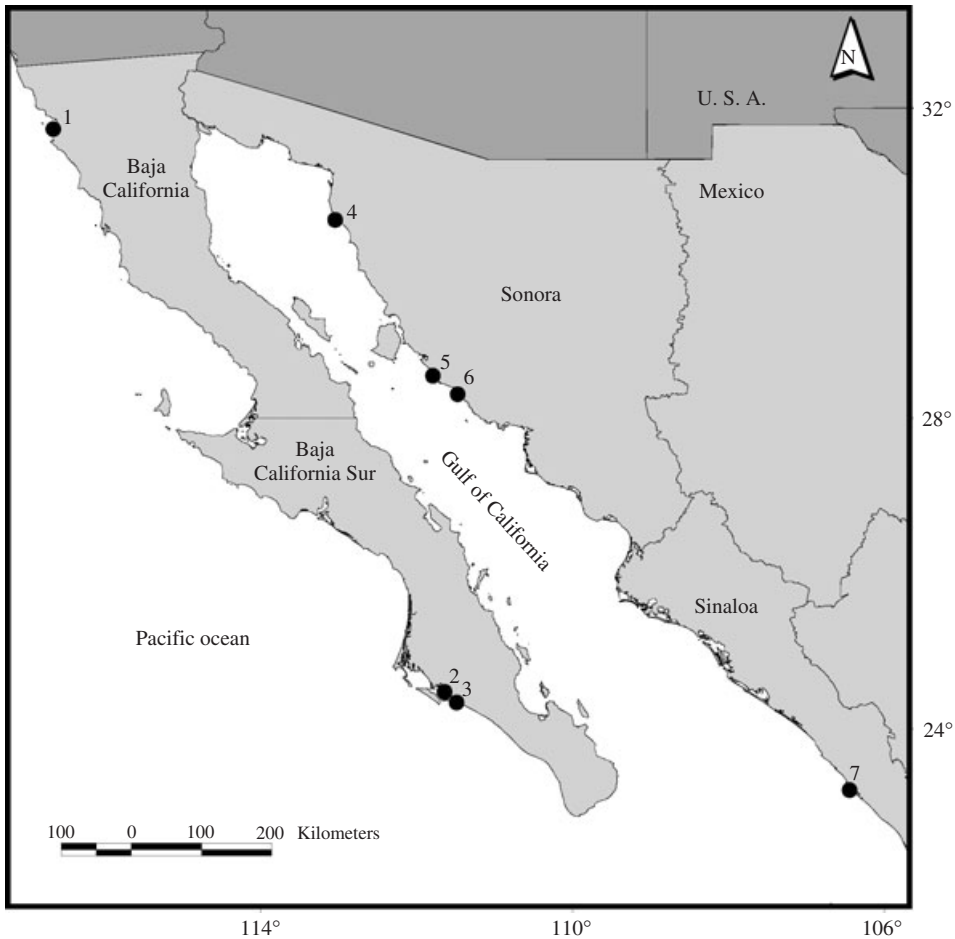 N
U. S. A.
32°
1
Baja
California
Mexico
4
Sonora
5
6
28°
Baja
California Sur
Gulf of California
Sinaloa
Pacific ocean
2
3
24°
7
100 0 100 200 Kilometers
114° 110° 106°